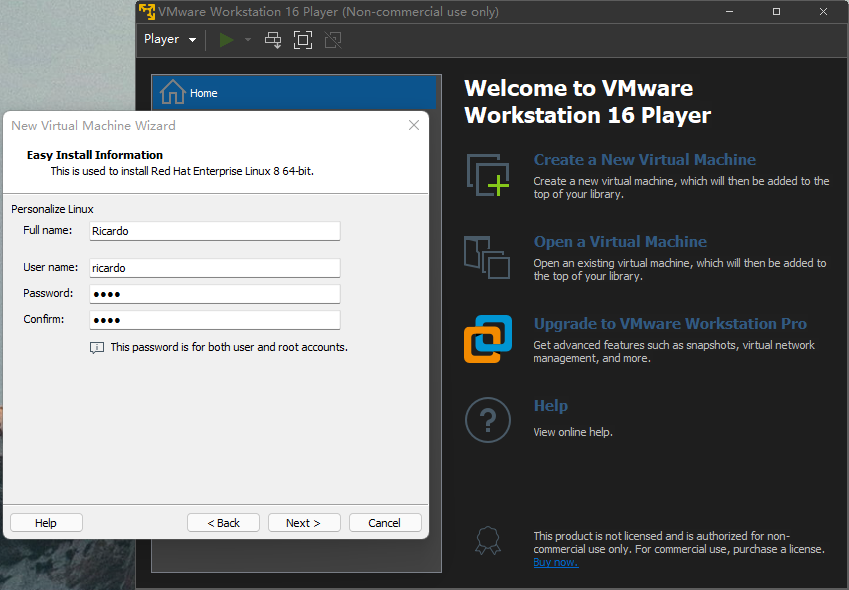 VMware Workstation 16 Player (Non-commercial use only)
Player
Home
Welcome to VMware
Workstation 16 Player
Create a New Virtual Machine
Create a new virtual machine, which will then be added to the
top of your library.
Open a Virtual Machine
Open an existing virtual machine, which will then be added to
the top of your library.
Upgrade to VMware Workstation Pro
Get advanced features such as snapshots, virtual network
management, and more.
Help
View online help.
This product is not licensed and is authorized for non-
commercial use only. For commercial use, purchase a license.
Buy now.
New Virtual Machine Wizard
Easy Install Information
This is used to install Red Hat Enterprise Linux 8 64-bit.
Personalize Linux
Full name: Ricardo
User name: ricardo
Password: ●●●●
Confirm: ●●●●
This password is for both user and root accounts.
Help < Back Next > Cancel